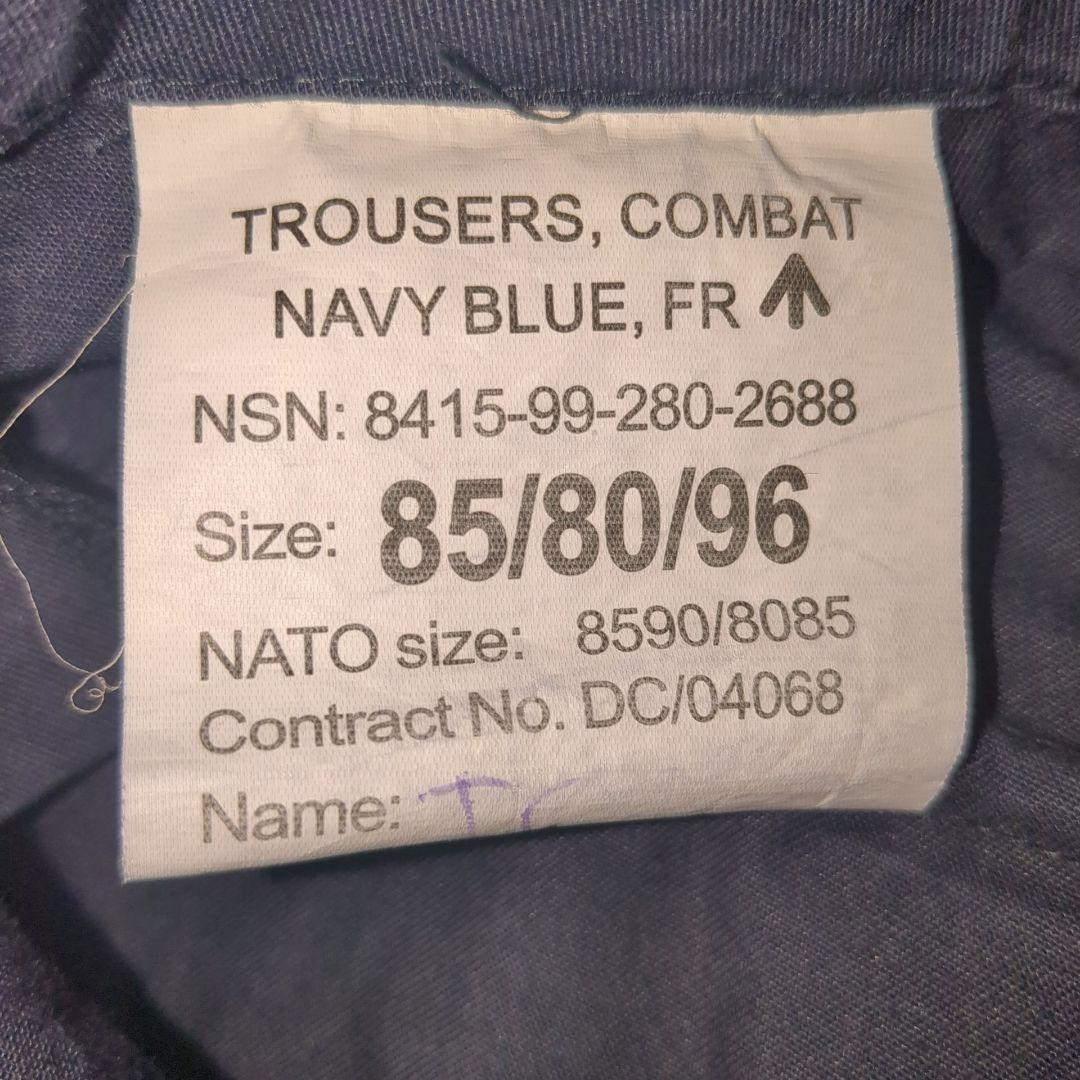 TROUSERS, COMBAT
NAVY BLUE, FR
NSN: 8415-99-280-2688
Size: 85/80/96
NATO size: 8590/8085
Contract No. DC/04068
Name: